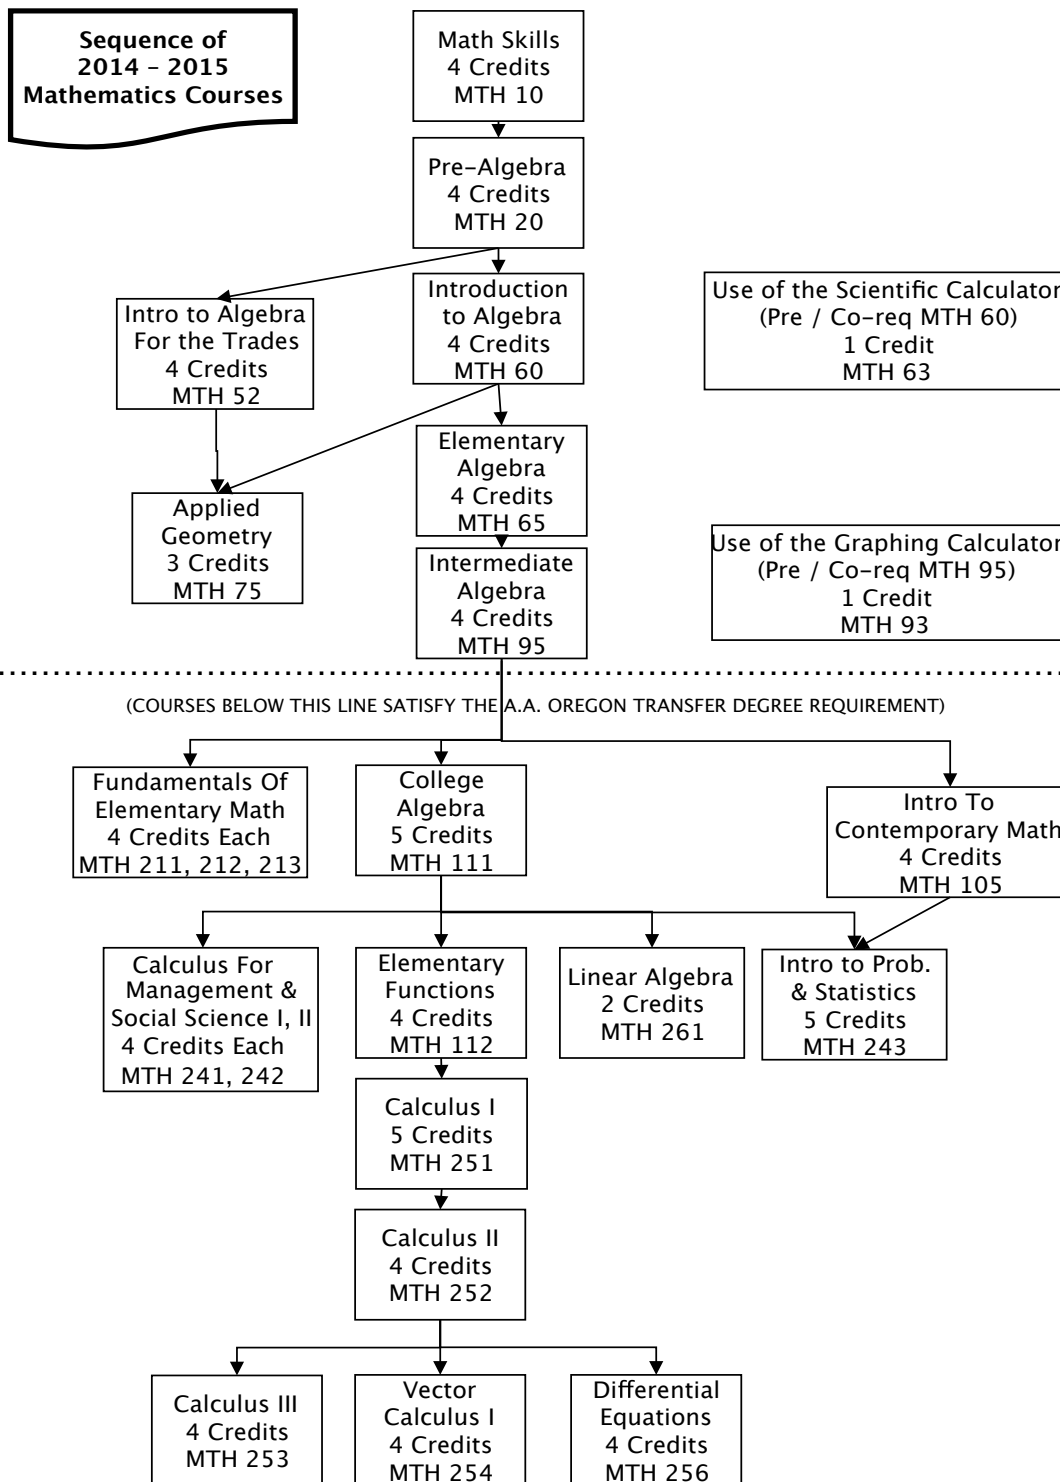 Sequence of
2014 – 2015
Mathematics Courses
Math Skills
4 Credits
MTH 10
Pre-Algebra
4 Credits
MTH 20
Intro to Algebra
For the Trades
4 Credits
MTH 52
Introduction
to Algebra
4 Credits
MTH 60
Use of the Scientific Calculator
(Pre / Co-req MTH 60)
1 Credit
MTH 63
Elementary
Algebra
4 Credits
MTH 65
Applied
Geometry
3 Credits
MTH 75
Intermediate
Algebra
4 Credits
MTH 95
Use of the Graphing Calculator
(Pre / Co-req MTH 95)
1 Credit
MTH 93
(COURSES BELOW THIS LINE SATISFY THE A.A. OREGON TRANSFER DEGREE REQUIREMENT)
Fundamentals Of
Elementary Math
4 Credits Each
MTH 211, 212, 213
College
Algebra
5 Credits
MTH 111
Intro To
Contemporary Math
4 Credits
MTH 105
Calculus For
Management &
Social Science I, II
4 Credits Each
MTH 241, 242
Elementary
Functions
4 Credits
MTH 112
Linear Algebra
2 Credits
MTH 261
Intro to Prob.
& Statistics
5 Credits
MTH 243
Calculus I
5 Credits
MTH 251
Calculus II
4 Credits
MTH 252
Calculus III
4 Credits
MTH 253
Vector
Calculus I
4 Credits
MTH 254
Differential
Equations
4 Credits
MTH 256